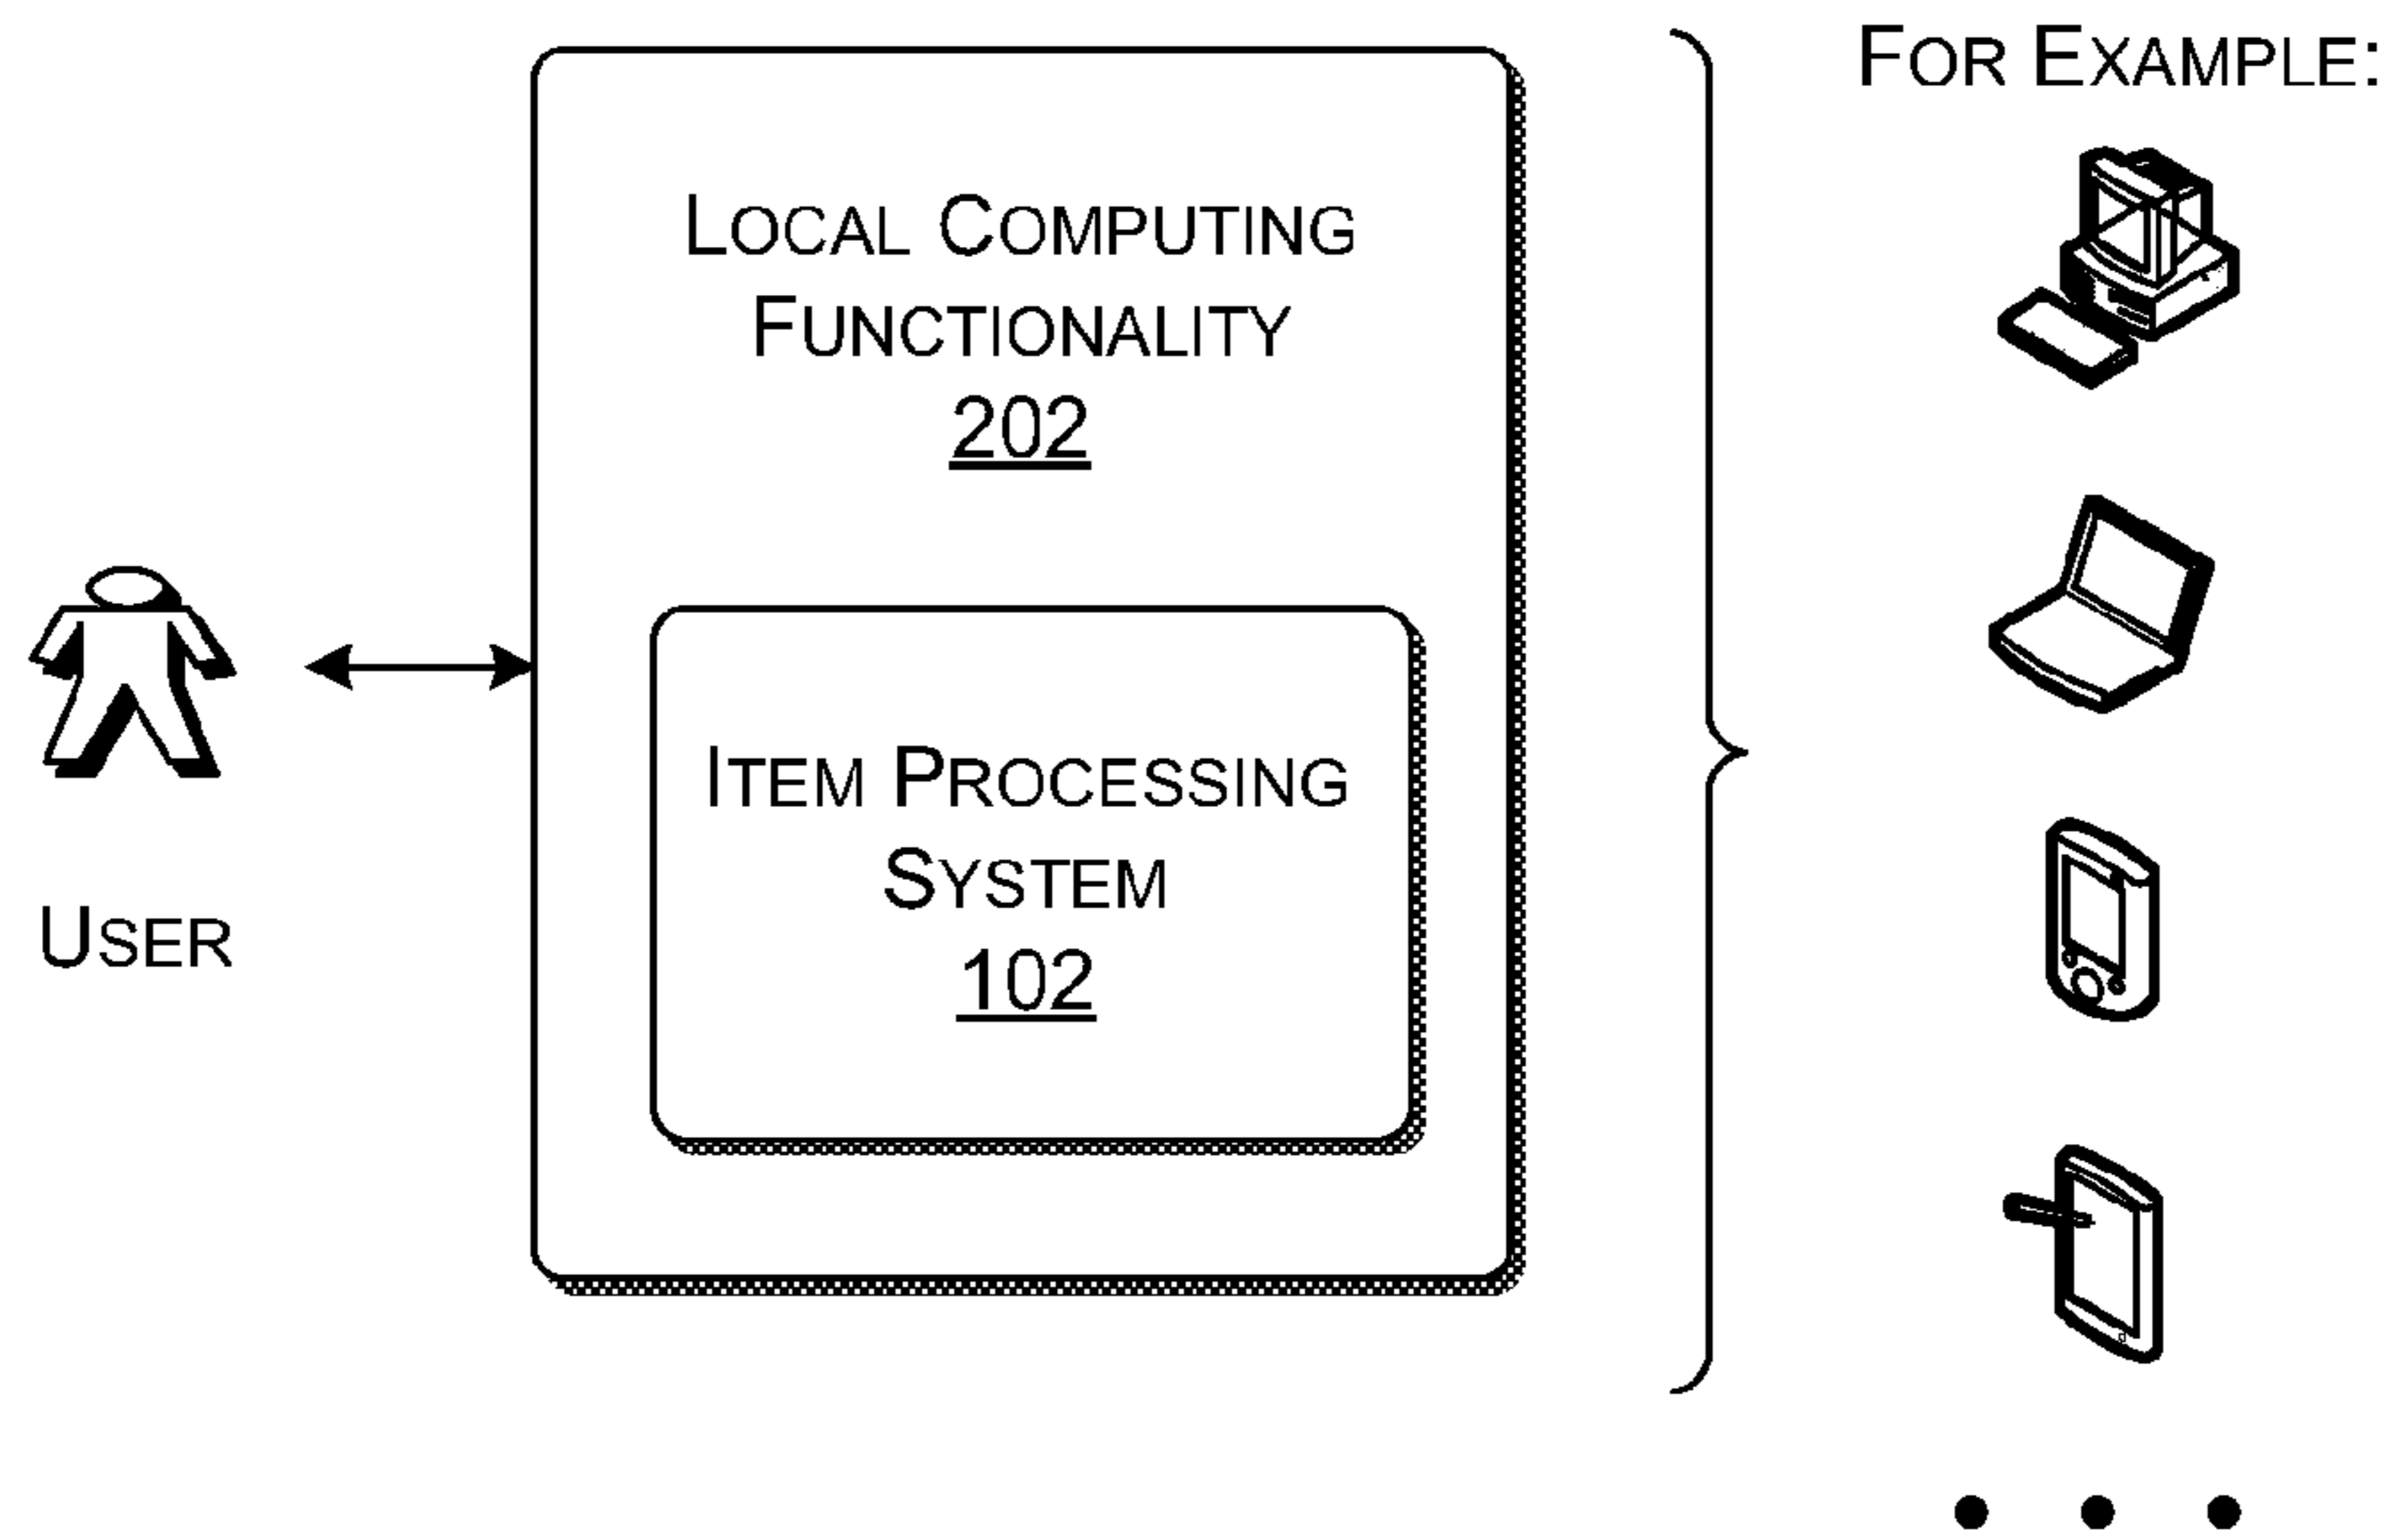 FOR EXAMPLE:
LOCAL COMPUTING
FUNCTIONALITY
202
ITEM PROCESSING
SYSTEM
102
USER